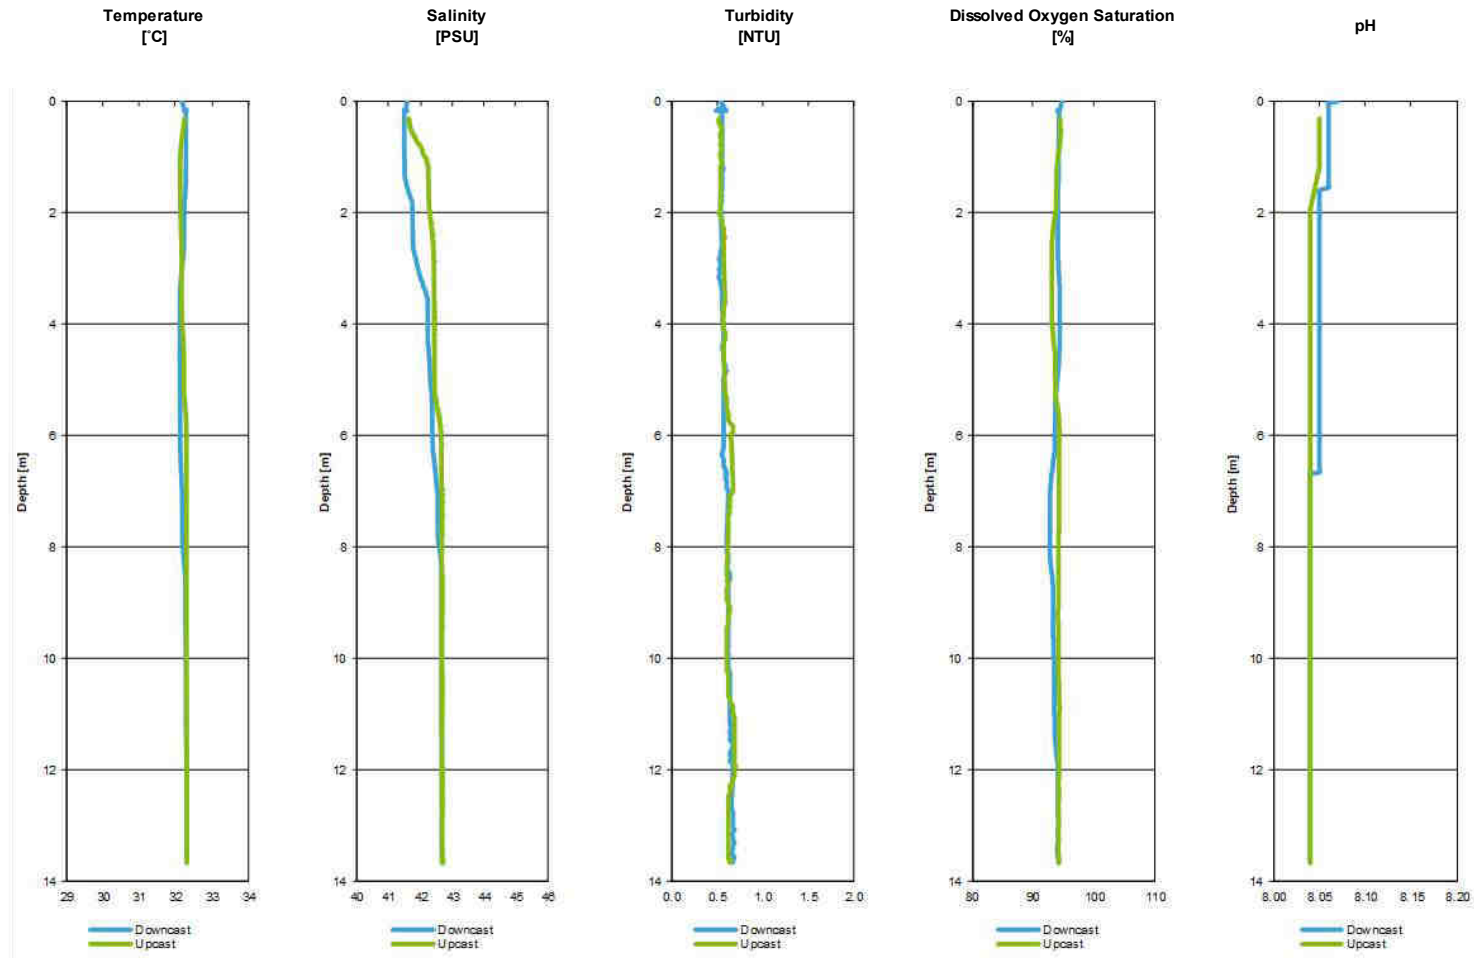 Temperature
[˚C]
0
2
4
6
8
10
12
14
Depth [m]
29 30 31 32 33 34
Downcast
Upcast
Salinity
[PSU]
0
2
4
6
8
10
12
14
Depth [m]
40 41 42 43 44 45 46
Downcast
Upcast
Turbidity
[NTU]
0
2
4
6
8
10
12
14
Depth [m]
0.0 0.5 1.0 1.5 2.0
Downcast
Upcast
Dissolved Oxygen Saturation
[%]
0
2
4
6
8
10
12
14
Depth [m]
80 90 100 110
Downcast
Upcast
pH
0
2
4
6
8
10
12
14
Depth [m]
8.00 8.05 8.10 8.15 8.20
Downcast
Upcast